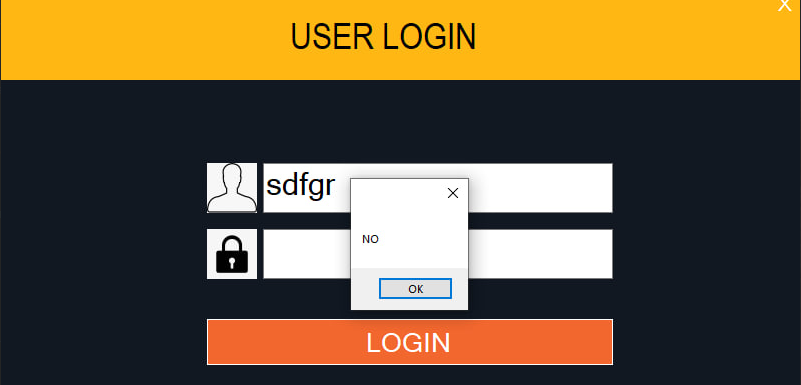 X
USER LOGIN
sdfgr
NO
OK
LOGIN